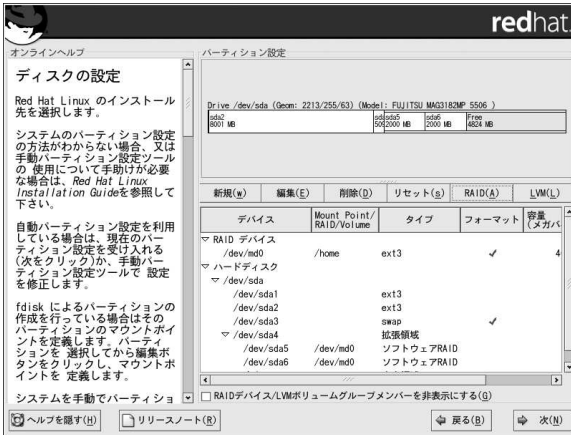 redhat.
オンラインヘルプ
ディスクの設定
Red Hat Linux のインストール
先を選択します。
システムのパーティション設定
の方法がわからない場合、又は
手動パーティション設定ツール
の 使用について手助けが必要
な場合は、Red Hat Linux
Installation Guideを参照して
下さい。
自動パーティション設定を利用
している場合は、現在のパー
ティション設定を受け入れる
(次をクリック)か、手動パー
ティション設定ツールで 設定
を修正します。
fdisk によるパーティションの
作成を行っている場合はその
パーティションのマウントポイ
ントを定義します。パーティ
ションを 選択してから編集ボ
タンをクリックし、マウントポ
イントを 定義します。
システムを手動でパーティショ
パーティション設定
Drive /dev/sda (Geom: 2213/255/63) (Model: FUJITSU MAG3182MP 5506 )
sda2 sda5 sda6 Free
8001 MB 2000 MB 2000 MB 4824 MB
新規(w) 編集(E) 削除(D) リセット(s) RAID(A) LVM(L)
デバイス Mount Point/ RAID/Volume タイプ フォーマット 容量 (メガバ
RAID デバイス
/dev/md0 /home ext3 ✓ 4
ハードディスク
/dev/sda
/dev/sda1 ext3
/dev/sda2 ext3
/dev/sda3 swap ✓
/dev/sda4 拡張領域
/dev/sda5 /dev/md0 ソフトウェアRAID
/dev/sda6 /dev/md0 ソフトウェアRAID
RAIDデバイス/LVMボリュームグループメンバーを非表示にする(G)
ヘルプを隠す(H) リリースノート(R) 戻る(B) 次(N)